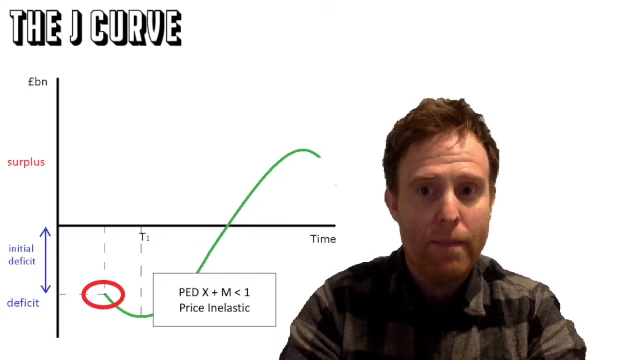 THE J CURVE
£bn
surplus
T1
Time
initial
deficit
deficit
PED X + M < 1
Price Inelastic